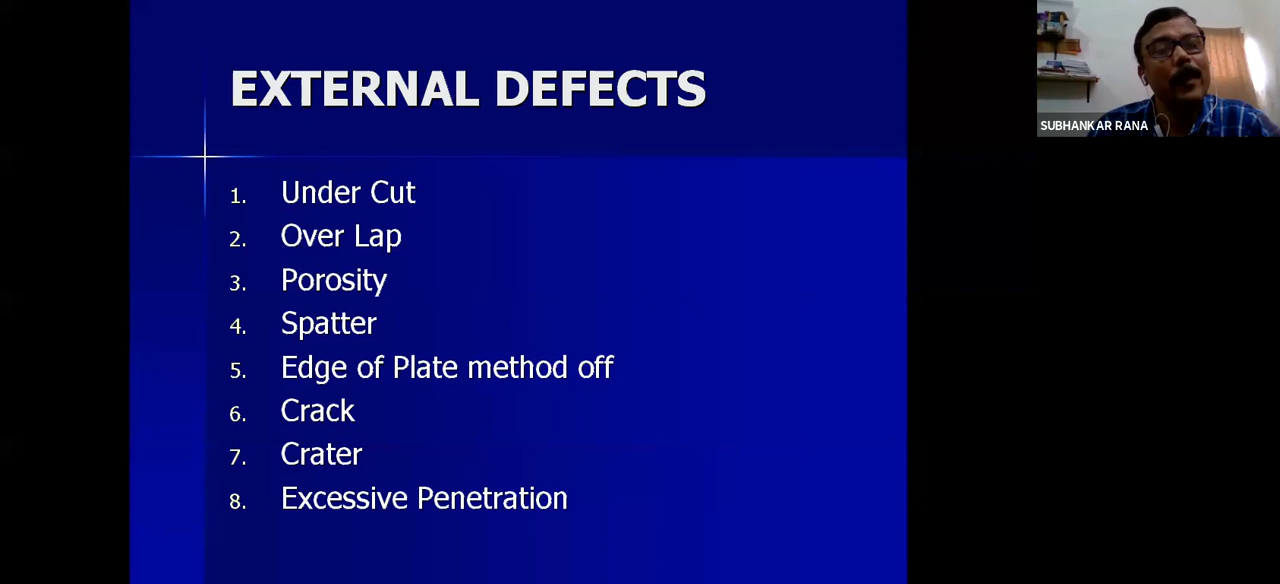 EXTERNAL DEFECTS
1. Under Cut
2. Over Lap
3. Porosity
4. Spatter
5. Edge of Plate method off
6. Crack
7. Crater
8. Excessive Penetration
SUBHANKAR RANA